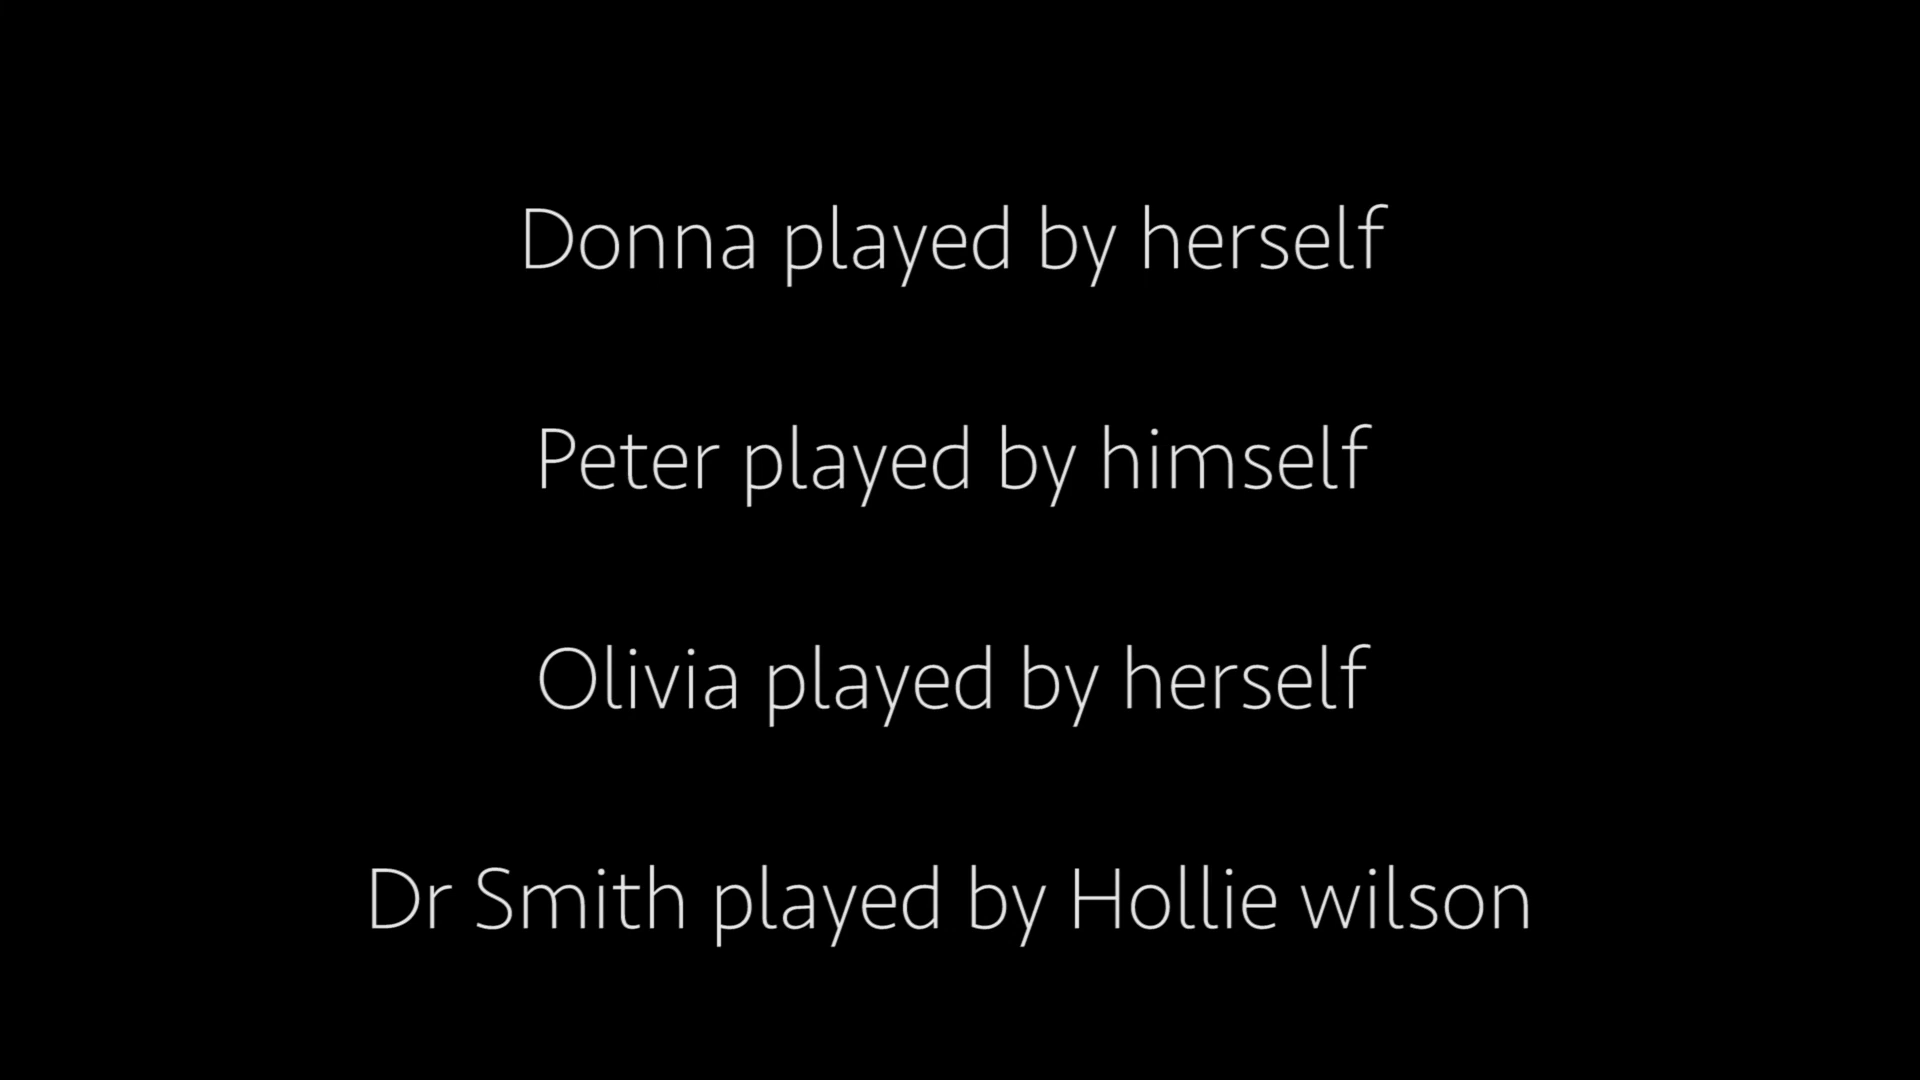 Donna played by herself
Peter played by himself
Olivia played by herself
Dr Smith played by Hollie wilson